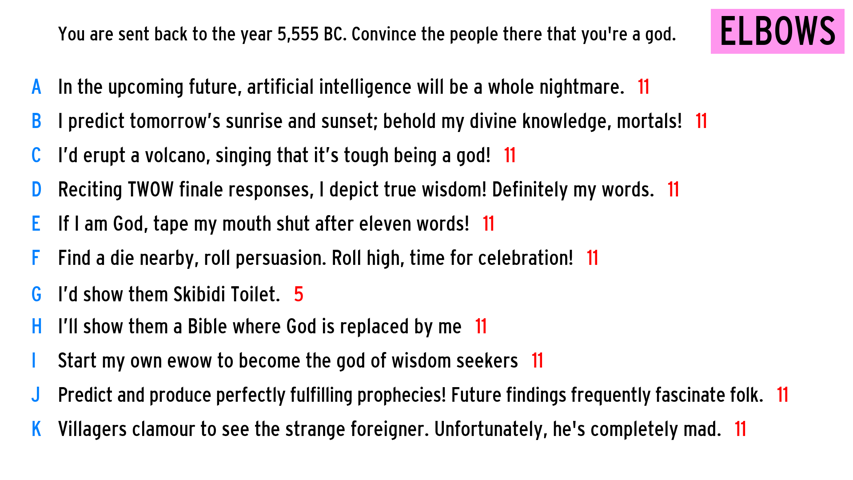 You are sent back to the year 5,555 BC. Convince the people there that you're a god.
ELBOWS
A In the upcoming future, artificial intelligence will be a whole nightmare. 11
B I predict tomorrow’s sunrise and sunset; behold my divine knowledge, mortals! 11
C I’d erupt a volcano, singing that it’s tough being a god! 11
D Reciting TWOW finale responses, I depict true wisdom! Definitely my words. 11
E If I am God, tape my mouth shut after eleven words! 11
F Find a die nearby, roll persuasion. Roll high, time for celebration! 11
G I’d show them Skibidi Toilet. 5
H I’ll show them a Bible where God is replaced by me 11
I Start my own ewow to become the god of wisdom seekers 11
J Predict and produce perfectly fulfilling prophecies! Future findings frequently fascinate folk. 11
K Villagers clamour to see the strange foreigner. Unfortunately, he's completely mad. 11